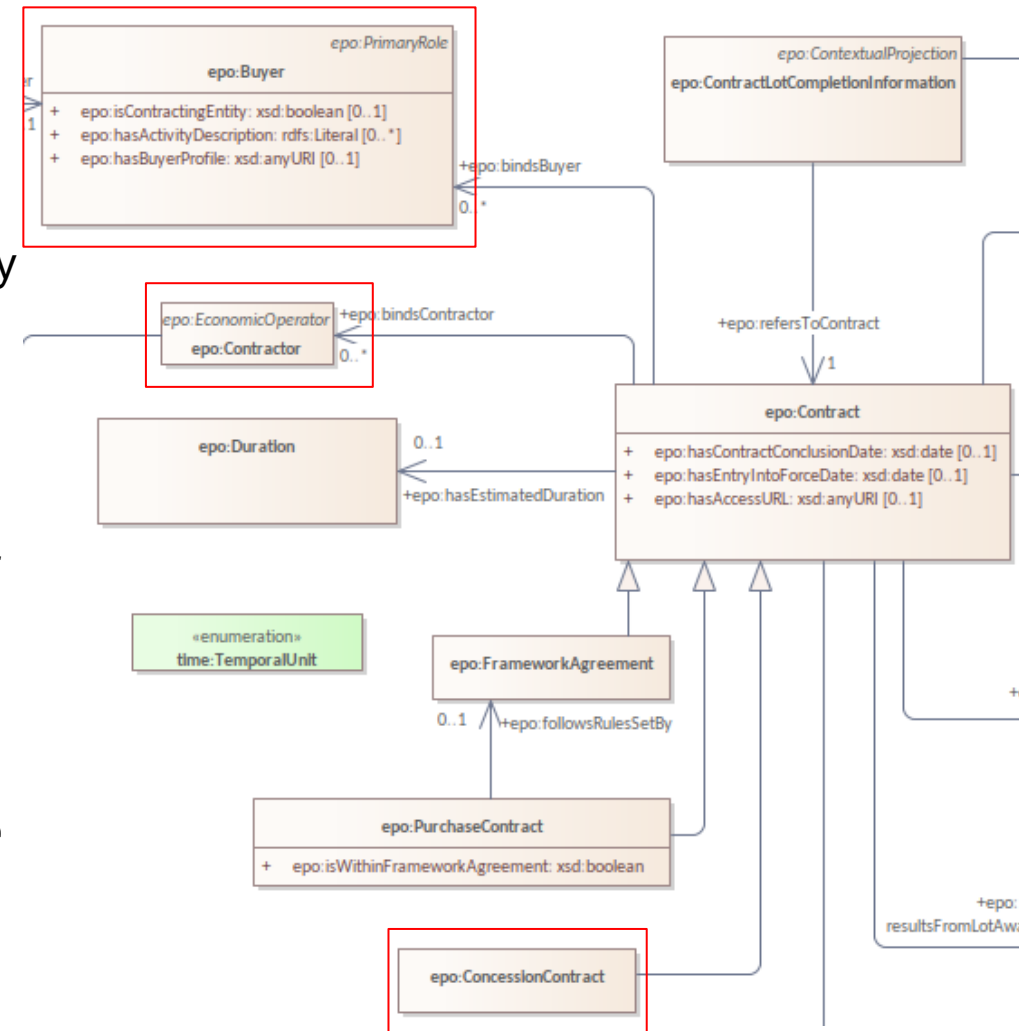 epo:PrimaryRole
epo:Buyer
+ epo:isContractingEntity: xsd:boolean [0..1]
+ epo:hasActivityDescription: rdfs:Literal [0..*]
+ epo:hasBuyerProfile: xsd:anyURI [0..1]
1
epo:ContextualProjection
epo:ContractLotCompletionInformation
+epo:bindsBuyer
0..*
y
epo:EconomicOperator
epo:Contractor
+epo:bindsContractor
0..*
+epo:refersToContract
1
epo:Contract
+ epo:hasContractConclusionDate: xsd:date [0..1]
+ epo:hasEntryIntoForceDate: xsd:date [0..1]
+ epo:hasAccessURL: xsd:anyURI [0..1]
epo:Duration
0..1
+epo:hasEstimatedDuration
«enumeration»
time:TemporalUnit
epo:FrameworkAgreement
0..1
+epo:followsRulesSetBy
epo:PurchaseContract
+ epo:isWithinFrameworkAgreement: xsd:boolean
+epo:
resultsFromLotAwa
epo:ConcessionContract